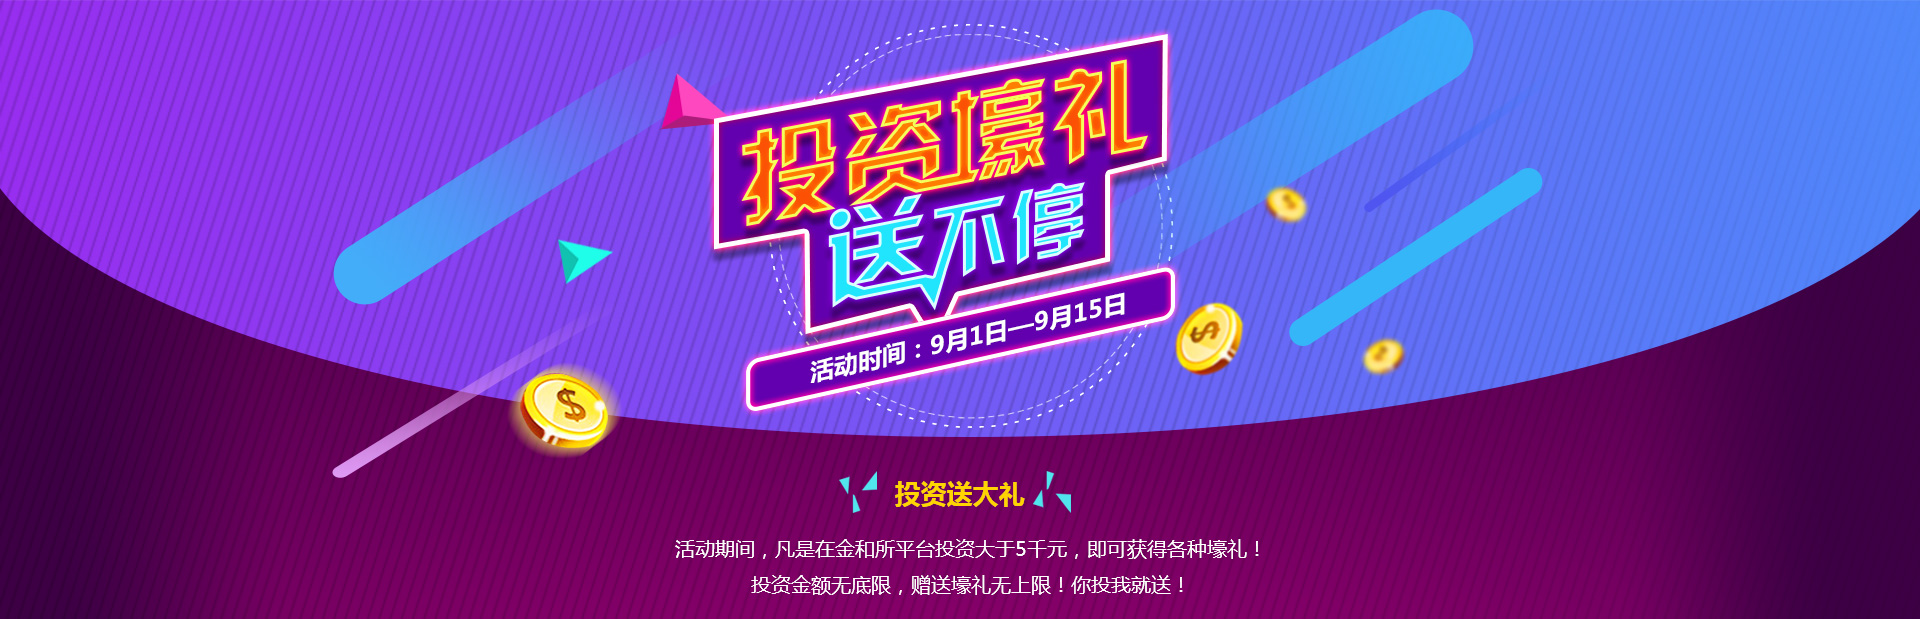 投资壕礼
送不停
活动时间：9月1日—9月15日
投资送大礼
活动期间，凡是在金和所平台投资大于5千元，即可获得各种壕礼！
投资金额无底限，赠送壕礼无上限！你投我就送！